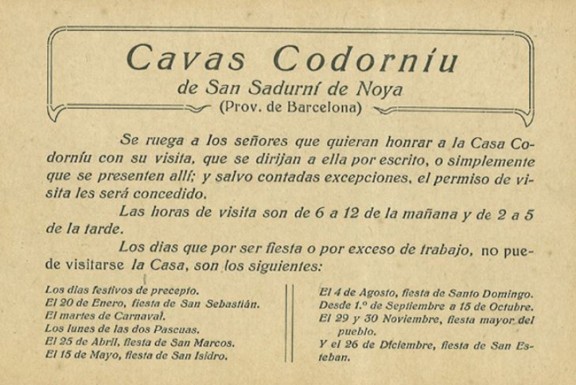 Cavas Codorníu
de San Sadurní de Noya
(Prov. de Barcelona)
Se ruega a los señores que quieran honrar a la Casa Co-
dorníu con su visita, que se dirijan a ella por escrito, o simplemente
que se presenten allí; y salvo contadas excepciones, el permiso de vi-
sita les será concedido.
Las horas de visita son de 6 a 12 de la mañana y de 2 a 5
de la tarde.
Los dias que por ser fiesta o por exceso de trabajo, no pue-
de visitarse la Casa, son los siguientes:
Los dias festivos de precepto.
El 20 de Enero, fiesta de San Sebastián.
El martes de Carnaval.
Los lunes de las dos Pascuas.
El 25 de Abril, fiesta de San Marcos.
El 15 de Mayo, fiesta de San Isidro.
El 4 de Agosto, fiesta de Santo Domingo.
Desde 1.º de Septiembre a 15 de Octubre.
El 29 y 30 Noviembre, fiesta mayor del
pueblo.
Y el 26 de Diciembre, fiesta de San Es-
teban.